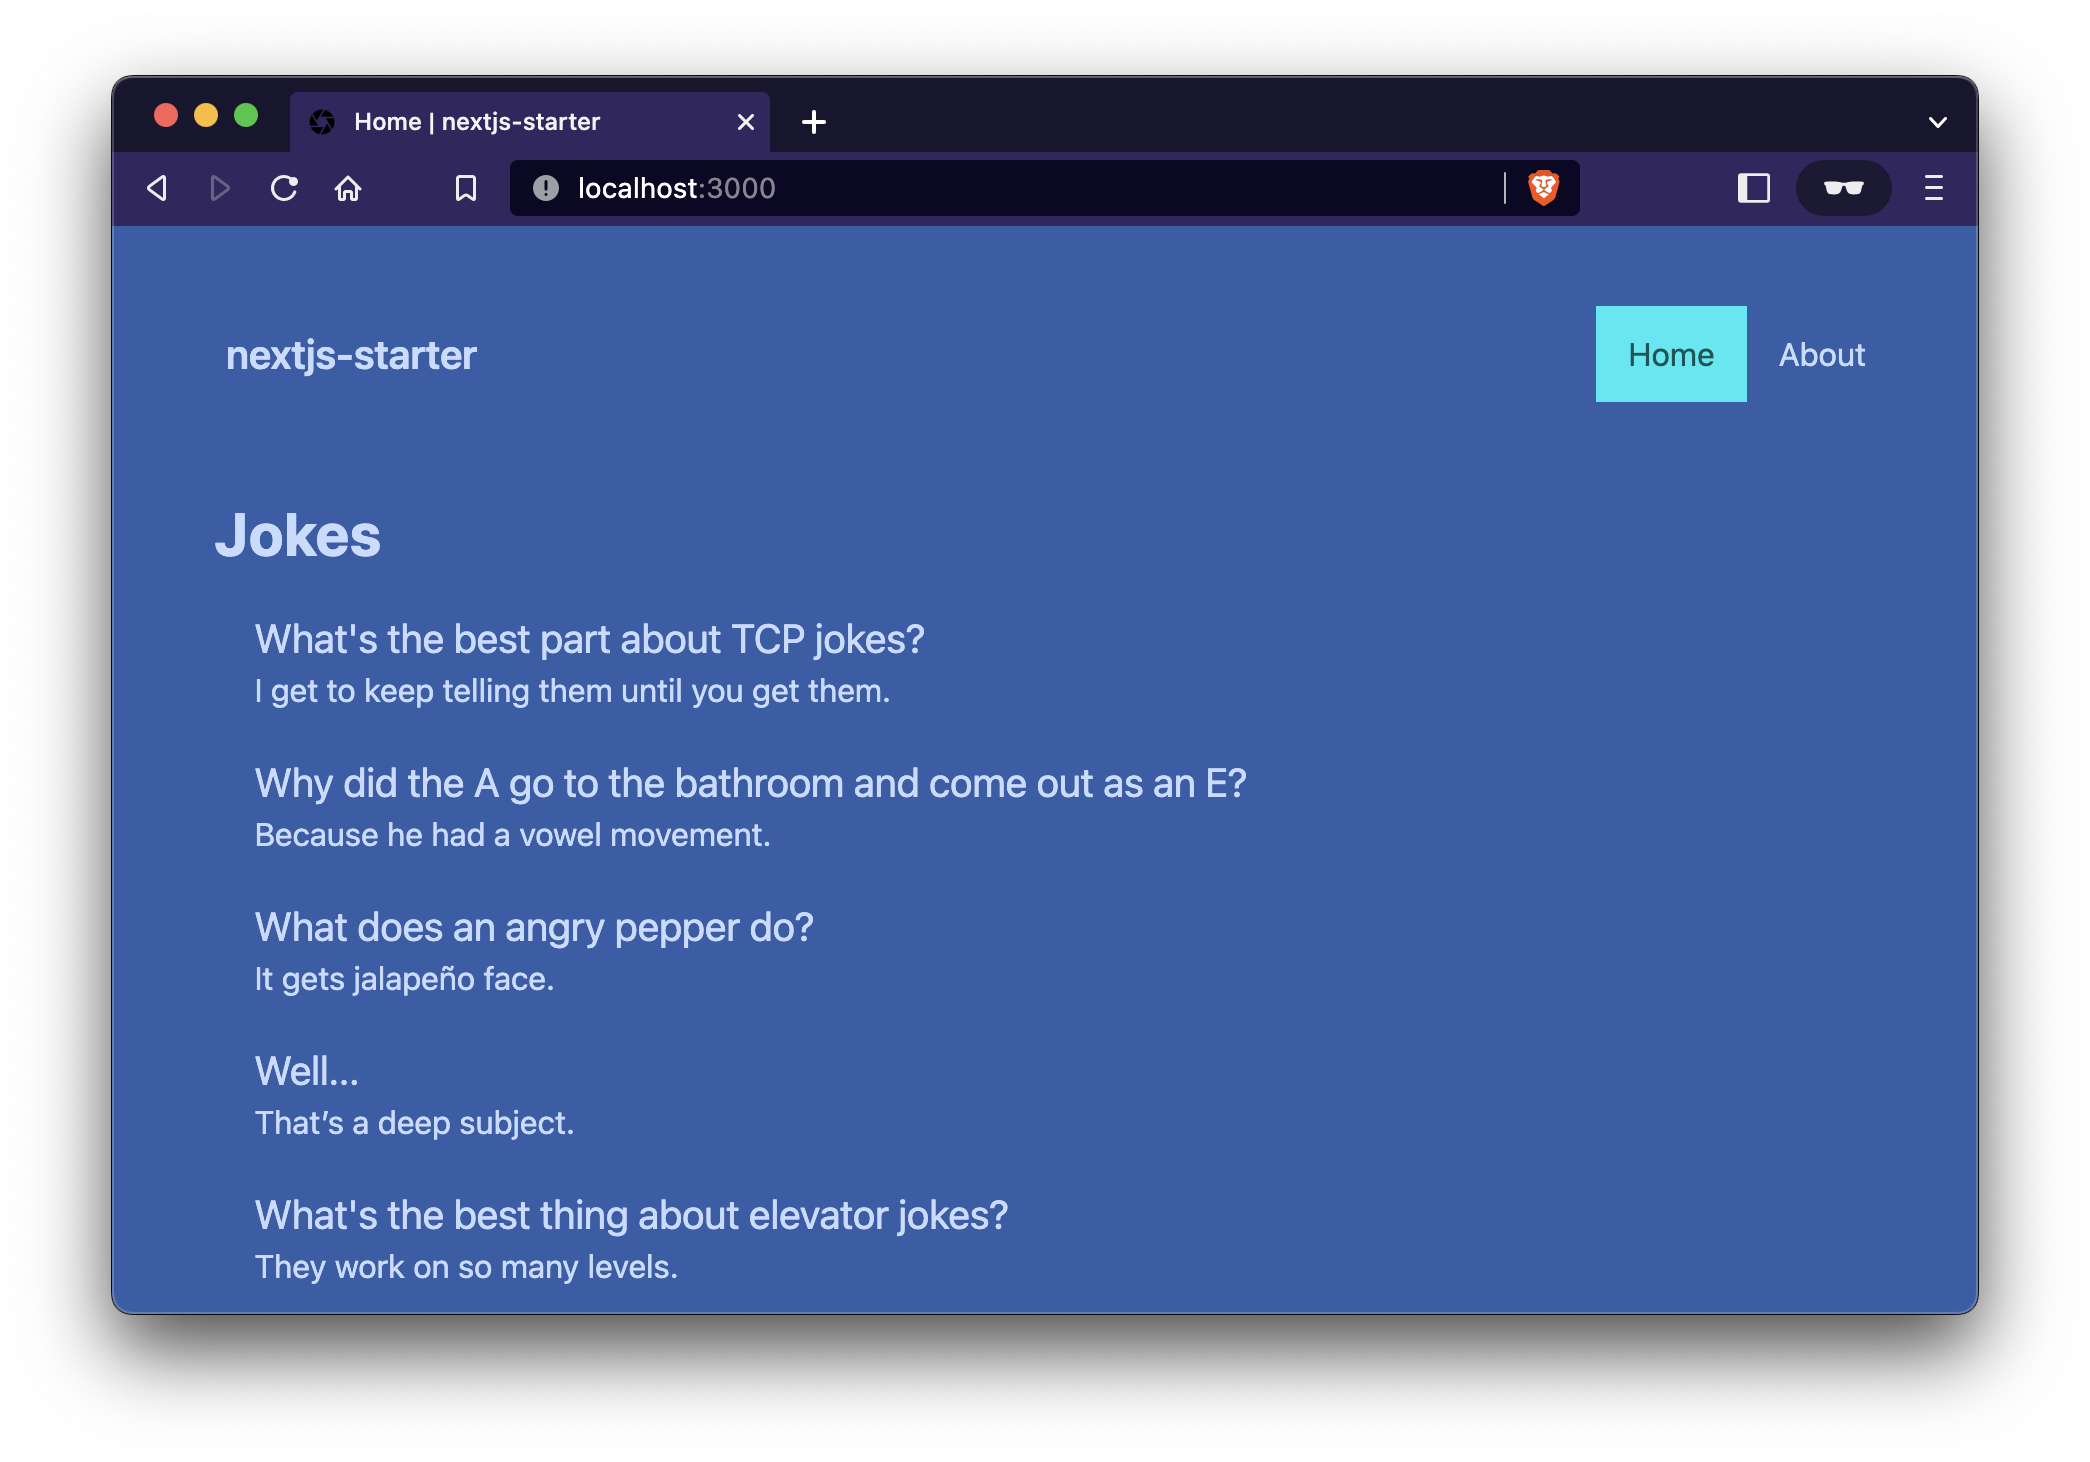 Home | nextjs-starter
localhost:3000
nextjs-starter
Home
About
Jokes
What's the best part about TCP jokes?
I get to keep telling them until you get them.
Why did the A go to the bathroom and come out as an E?
Because he had a vowel movement.
What does an angry pepper do?
It gets jalapeño face.
Well...
That’s a deep subject.
What's the best thing about elevator jokes?
They work on so many levels.